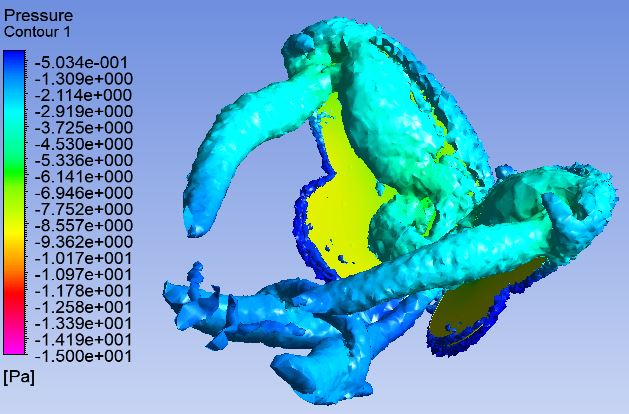 Pressure
Contour 1
-5.034e-001
-1.309e+000
-2.114e+000
-2.919e+000
-3.725e+000
-4.530e+000
-5.336e+000
-6.141e+000
-6.946e+000
-7.752e+000
-8.557e+000
-9.362e+000
-1.017e+001
-1.097e+001
-1.178e+001
-1.258e+001
-1.339e+001
-1.419e+001
-1.500e+001
[Pa]